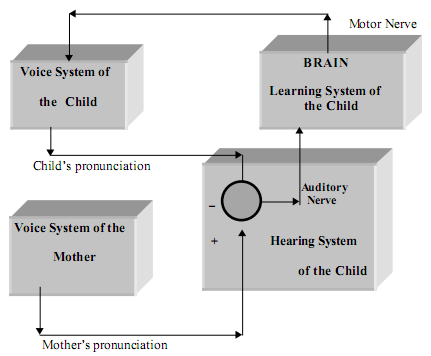 Motor Nerve
Voice System of
the Child
BRAIN
Learning System of
the Child
Child's pronunciation
Auditory
Nerve
–
+
Hearing System
of the Child
Voice System of the
Mother
Mother's pronunciation